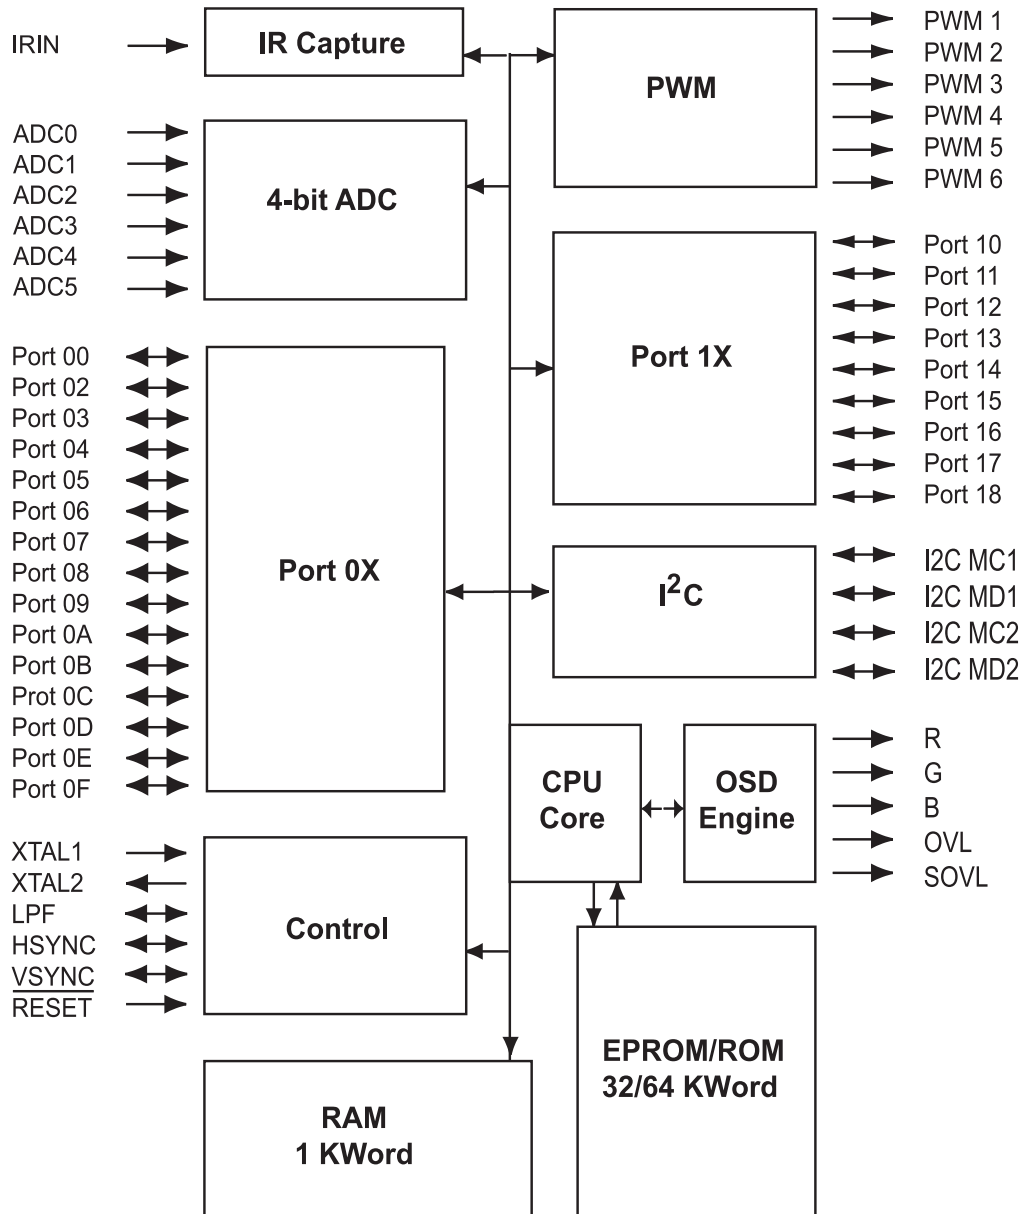 IRIN
IR Capture
ADC0
ADC1
ADC2
ADC3
ADC4
ADC5
4-bit ADC
Port 00
Port 02
Port 03
Port 04
Port 05
Port 06
Port 07
Port 08
Port 09
Port 0A
Port 0B
Prot 0C
Port 0D
Port 0E
Port 0F
Port 0X
XTAL1
XTAL2
LPF
HSYNC
VSYNC
RESET
Control
RAM
1 KWord
PWM
PWM 1
PWM 2
PWM 3
PWM 4
PWM 5
PWM 6
Port 1X
Port 10
Port 11
Port 12
Port 13
Port 14
Port 15
Port 16
Port 17
Port 18
I²C
I2C MC1
I2C MD1
I2C MC2
I2C MD2
CPU
Core
OSD
Engine
R
G
B
OVL
SOVL
EPROM/ROM
32/64 KWord